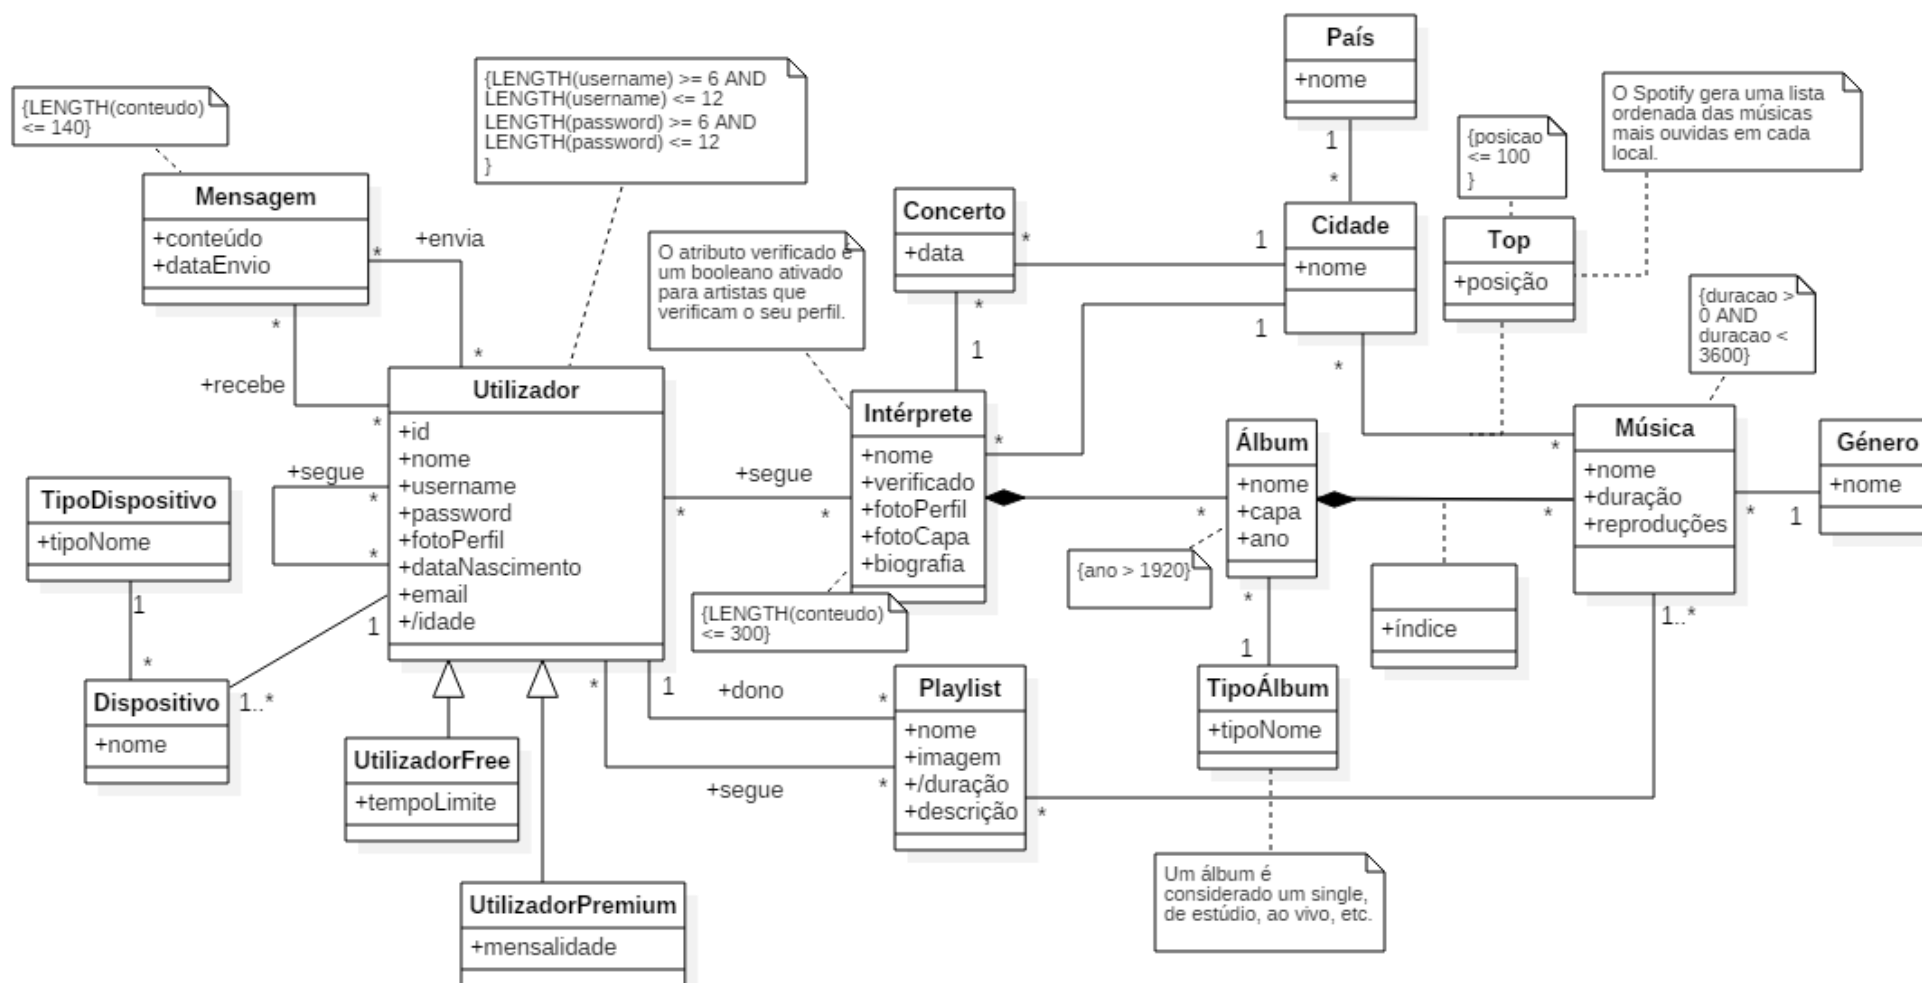 {LENGTH(conteudo)
<= 140}
Mensagem
+conteúdo
+dataEnvio
{LENGTH(username) >= 6 AND
LENGTH(username) <= 12
LENGTH(password) >= 6 AND
LENGTH(password) <= 12
}
+envia
*
*
*
+recebe
*
Utilizador
+id
+nome
+username
+password
+fotoPerfil
+dataNascimento
+email
+/idade
+segue
*
*
TipoDispositivo
+tipoNome
1
*
Dispositivo
+nome
1..*
1
UtilizadorFree
+tempoLimite
UtilizadorPremium
+mensalidade
O atributo verificado é
um booleano ativado
para artistas que
verificam o seu perfil.
+segue
*
*
Intérprete
+nome
+verificado
+fotoPerfil
+fotoCapa
+biografia
{LENGTH(conteudo)
<= 300}
*
1
+dono
*
+segue
*
Playlist
+nome
+imagem
+/duração
+descrição
*
Concerto
+data
*
1
*
1
País
+nome
1
*
Cidade
+nome
1
*
*
{posicao
<= 100
}
Top
+posição
O Spotify gera uma lista
ordenada das músicas
mais ouvidas em cada
local.
{duracao >
0 AND
duracao <
3600}
*
Música
+nome
+duração
+reproduções
*
1
Género
+nome
*
Álbum
+nome
+capa
+ano
*
{ano > 1920}
+índice
1..*
*
1
TipoÁlbum
+tipoNome
Um álbum é
considerado um single,
de estúdio, ao vivo, etc.